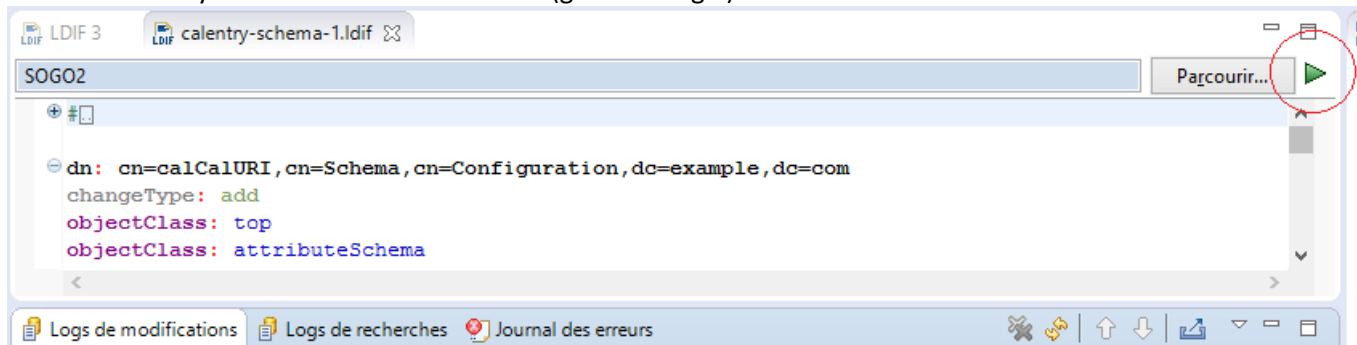 LDIF 3 calentry-schema-1.ldif
SOGO2 Parcourir...
#..
dn: cn=calCalURI,cn=Schema,cn=Configuration,dc=example,dc=com
changeType: add
objectClass: top
objectClass: attributeSchema
Logs de modifications Logs de recherches Journal des erreurs